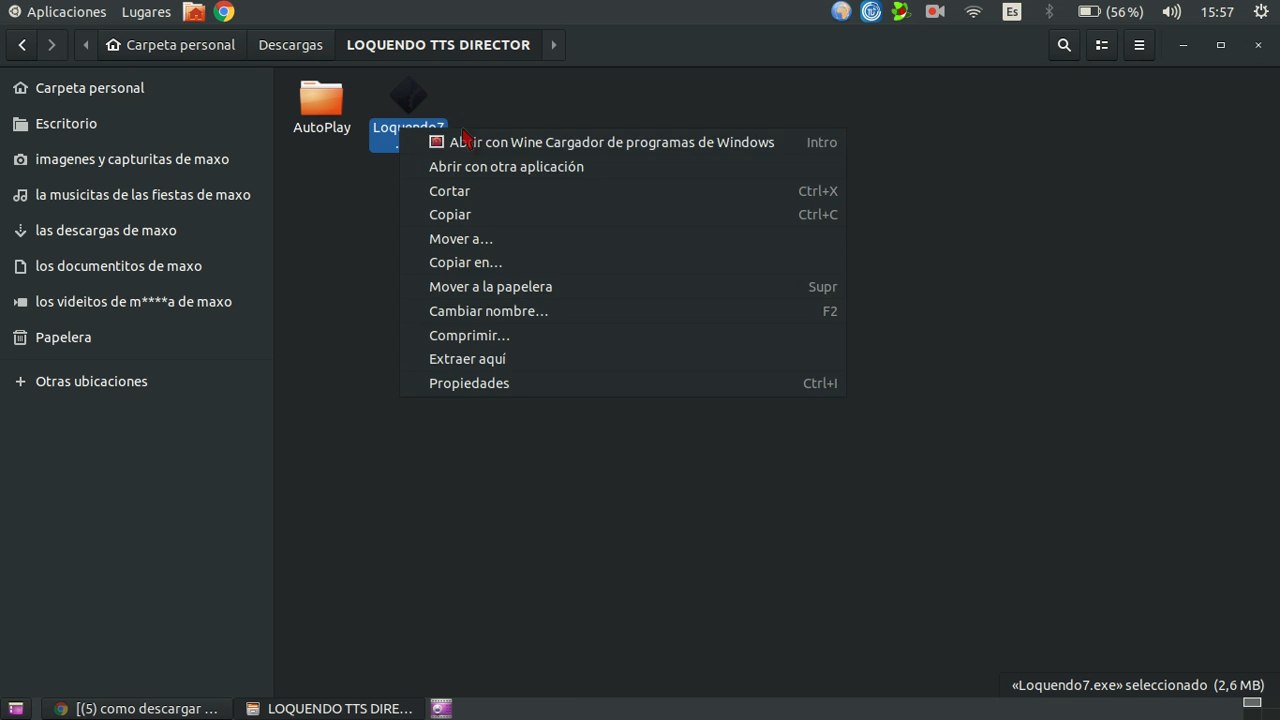 Aplicaciones Lugares Es (56%) 15:57
Carpeta personal Descargas LOQUENDO TTS DIRECTOR
Carpeta personal
Escritorio
imagenes y capturitas de maxo
la musicitas de las fiestas de maxo
las descargas de maxo
los documentitos de maxo
los videitos de m****a de maxo
Papelera
Otras ubicaciones
AutoPlay
Loquendo7
Abrir con Wine Cargador de programas de Windows Intro
Abrir con otra aplicación
Cortar Ctrl+X
Copiar Ctrl+C
Mover a…
Copiar en…
Mover a la papelera Supr
Cambiar nombre… F2
Comprimir…
Extraer aquí
Propiedades Ctrl+I
«Loquendo7.exe» seleccionado (2,6 MB)
[(5) como descargar ... LOQUENDO TTS DIRE...